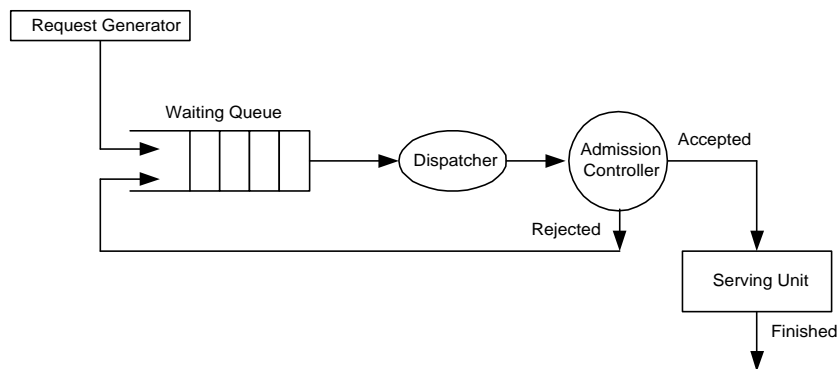 Request Generator
Waiting Queue
Dispatcher
Admission
Controller
Accepted
Rejected
Serving Unit
Finished